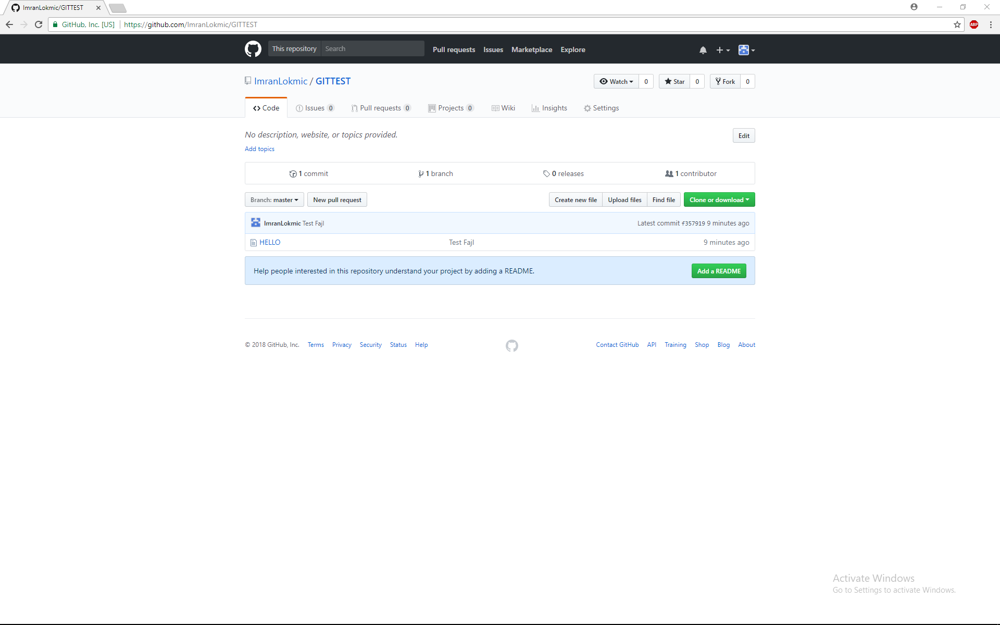 ImranLokmic/GITTEST
GitHub, Inc. [US] https://github.com/ImranLokmic/GITTEST ABP
This repository Search Pull requests Issues Marketplace Explore
ImranLokmic / GITTEST Watch 0 Star 0 Fork 0
Code Issues 0 Pull requests 0 Projects 0 Wiki Insights Settings
No description, website, or topics provided. Edit
Add topics
1 commit 1 branch 0 releases 1 contributor
Branch: master New pull request Create new file Upload files Find file Clone or download
ImranLokmic Test Fajl Latest commit f357919 9 minutes ago
HELLO Test Fajl 9 minutes ago
Help people interested in this repository understand your project by adding a README. Add a README
© 2018 GitHub, Inc. Terms Privacy Security Status Help Contact GitHub API Training Shop Blog About
Activate Windows
Go to Settings to activate Windows.